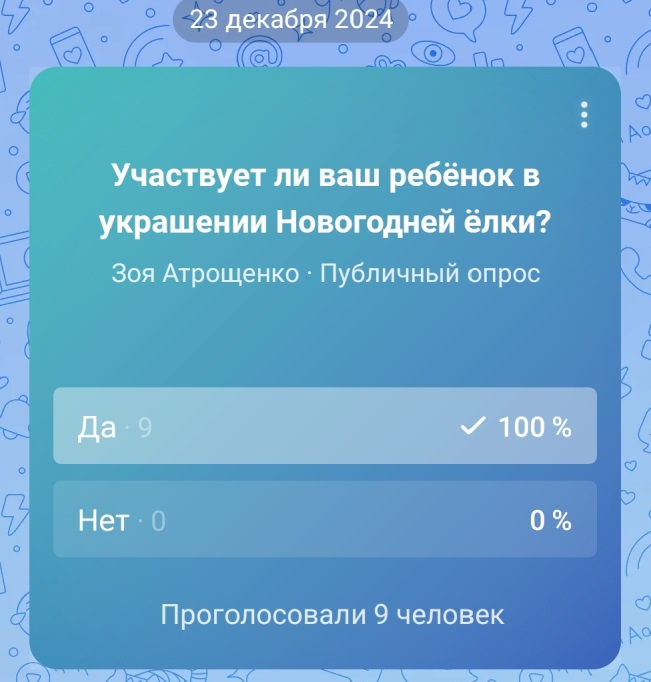 23 декабря 2024
Участвует ли ваш ребёнок в
украшении Новогодней ёлки?
Зоя Атрощенко · Публичный опрос
Да · 9 100 %
Нет · 0 0 %
Проголосовали 9 человек